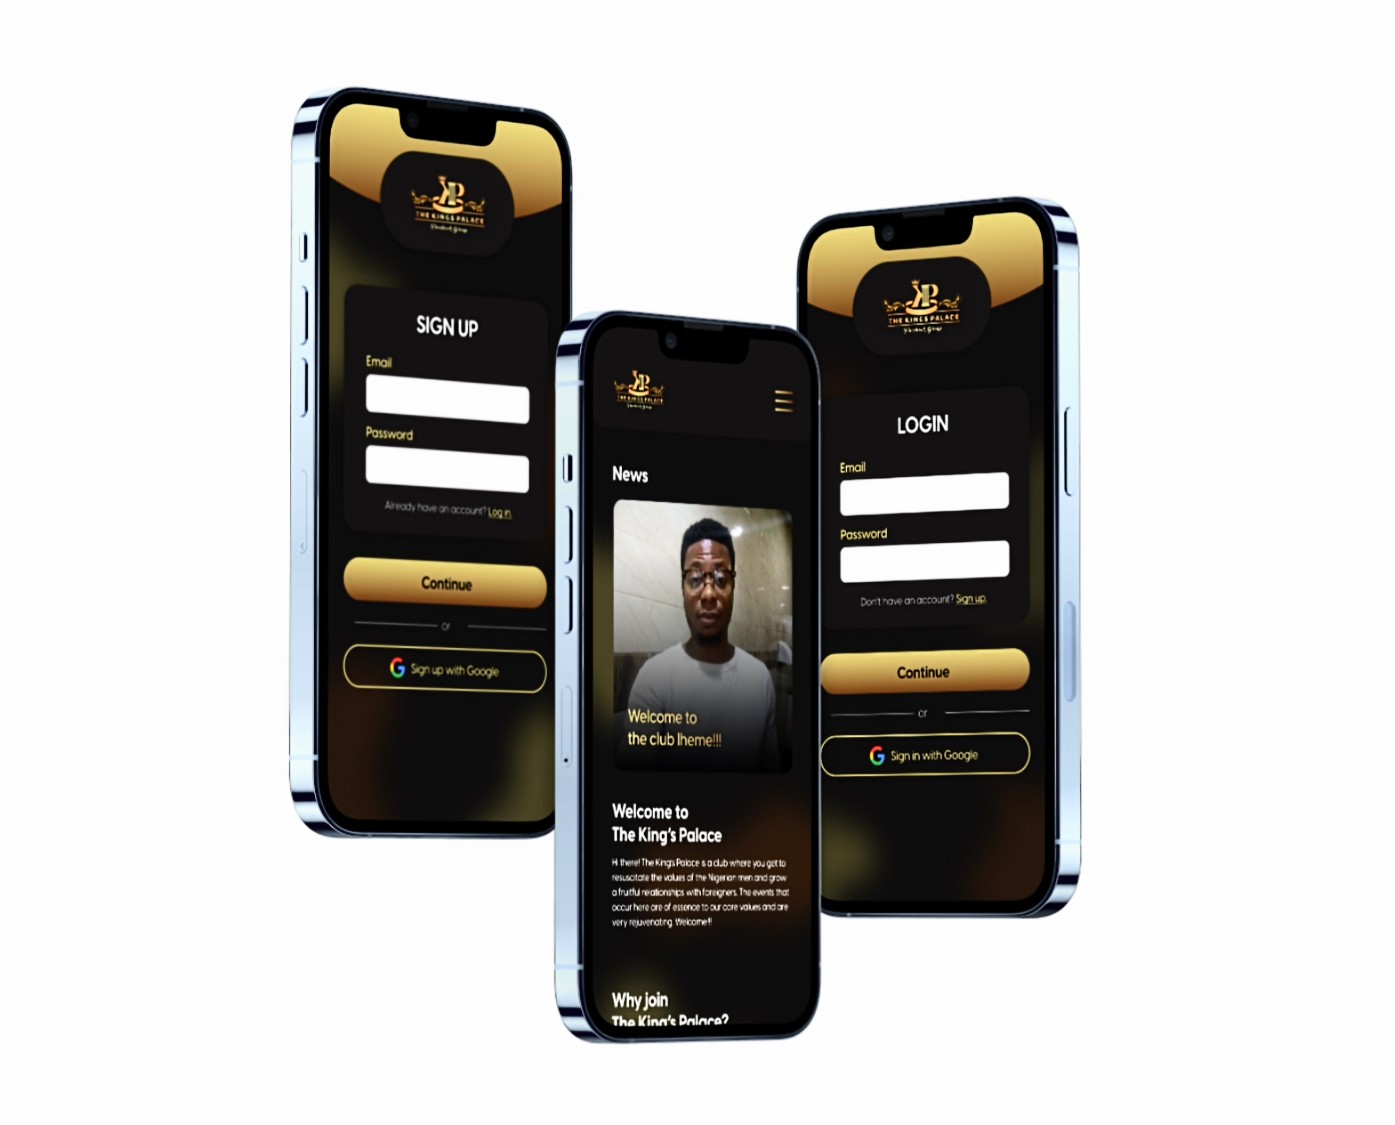 KP
THE KINGS PALACE
SIGN UP
Email
Password
Already have an account? Log in.
Continue
or
Sign up with Google
KP
THE KINGS PALACE
News
Welcome to
the club Iheme!!!
Welcome to
The King's Palace
Hi there! The King's Palace is a club where you get to
resuscitate the values of the Nigerian men and grow
a fruitful relationships with foreigners. The events that
occur here are of essence to our core values and are
very rejuvenating. Welcome!!
Why join
The King's Palace?
KP
THE KINGS PALACE
LOGIN
Email
Password
Don't have an account? Sign up.
Continue
or
Sign in with Google